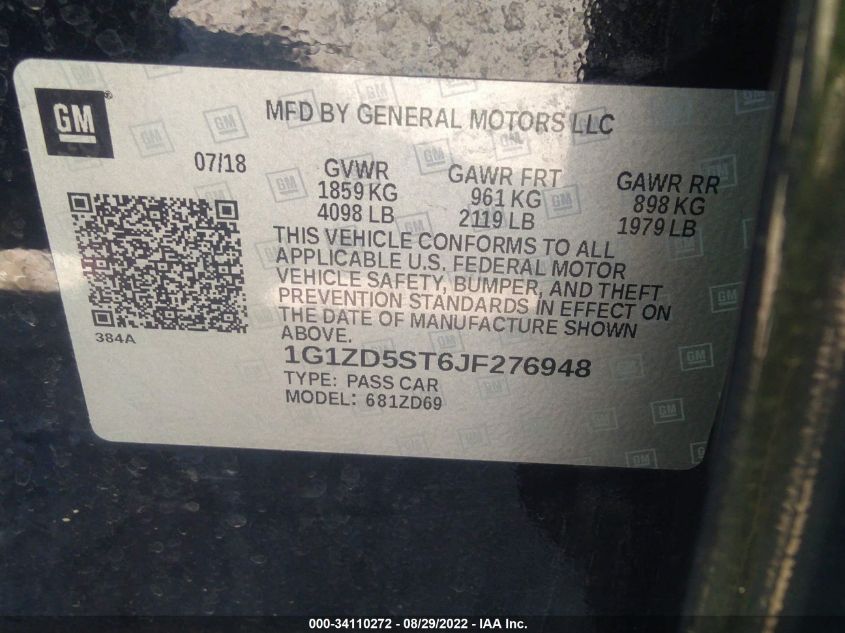 GM ®
MFD BY GENERAL MOTORS LLC
07/18
GVWR
1859 KG
4098 LB
GAWR FRT
961 KG
2119 LB
GAWR RR
898 KG
1979 LB
THIS VEHICLE CONFORMS TO ALL
APPLICABLE U.S. FEDERAL MOTOR
VEHICLE SAFETY, BUMPER, AND THEFT
PREVENTION STANDARDS IN EFFECT ON
THE DATE OF MANUFACTURE SHOWN
ABOVE.
384A
1G1ZD5ST6JF276948
TYPE: PASS CAR
MODEL: 681ZD69
000-34110272 - 08/29/2022 - IAA Inc.